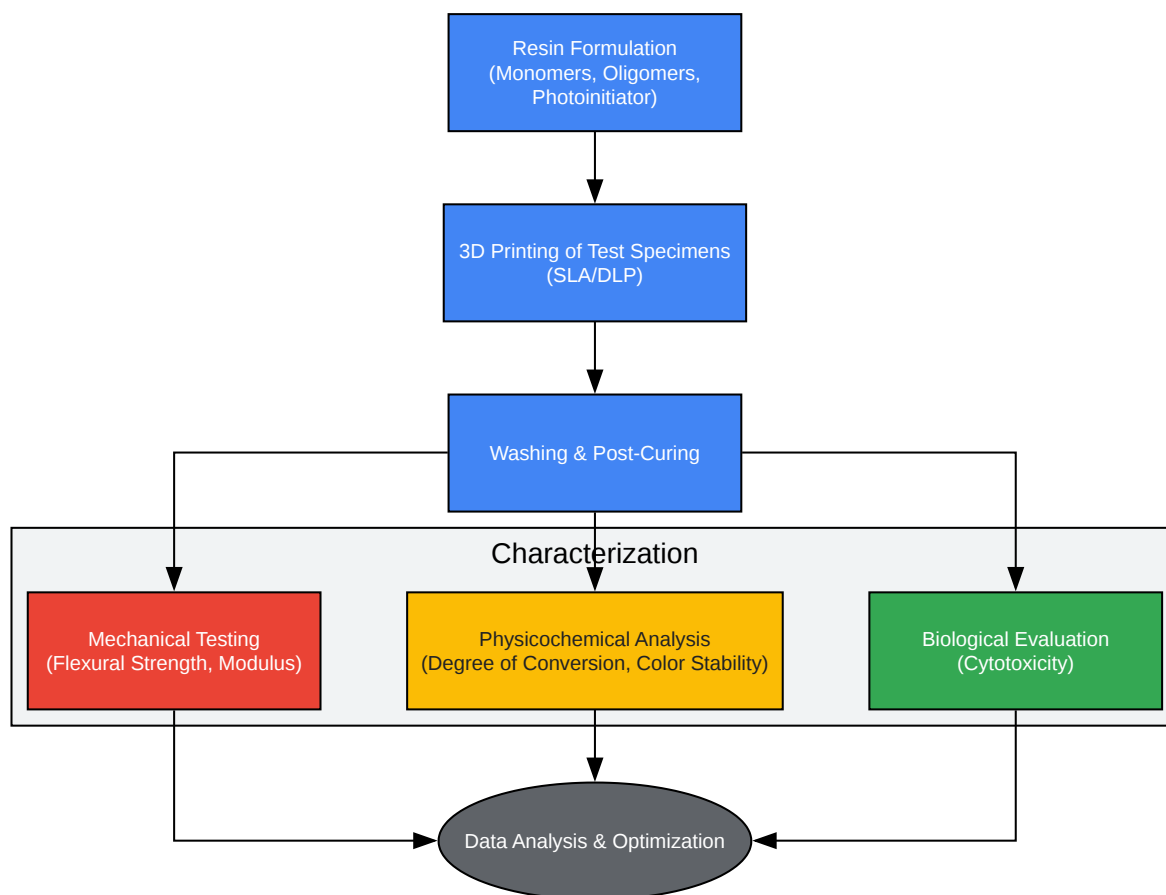 Resin Formulation
(Monomers, Oligomers,
Photoinitiator)
3D Printing of Test Specimens
(SLA/DLP)
Washing & Post-Curing
Characterization
Mechanical Testing
(Flexural Strength, Modulus)
Physicochemical Analysis
(Degree of Conversion, Color Stability)
Biological Evaluation
(Cytotoxicity)
Data Analysis & Optimization